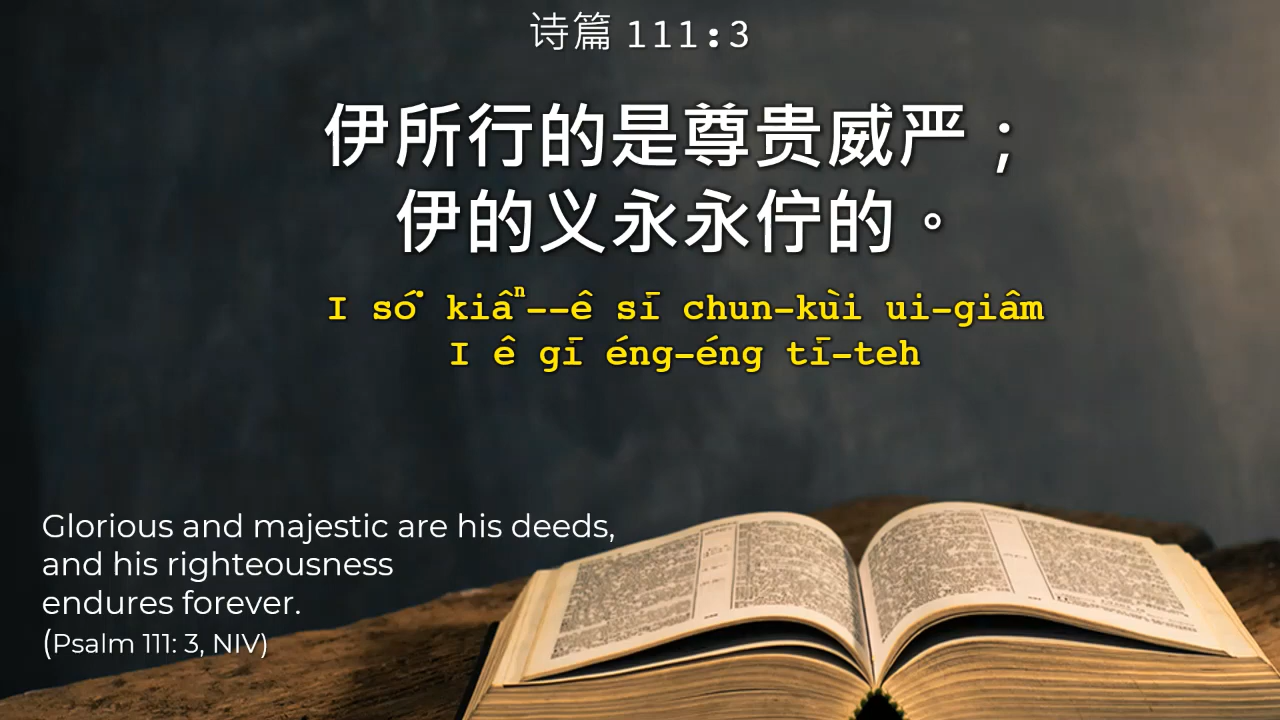 诗篇 111:3
伊所行的是尊贵威严；
伊的义永永佇的。
I só͘ kiâⁿ--ê sī chun-kùi ui-giâm
I ê gī éng-éng tī-teh
Glorious and majestic are his deeds,
and his righteousness
endures forever.
(Psalm 111: 3, NIV)